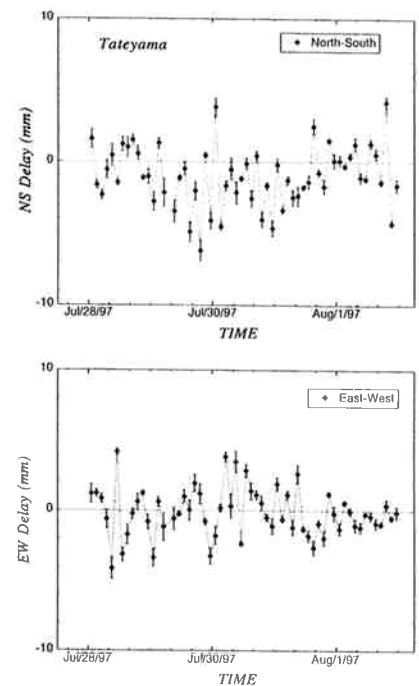 10
Tateyama
North-South
NS Delay (mm)
0
-10
Jul/28/97 Jul/30/97 Aug/1/97
TIME
10
East-West
EW Delay (mm)
0
-10
Jul/28/97 Jul/30/97 Aug/1/97
TIME